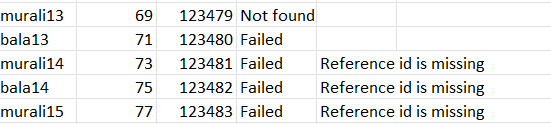 murali13 69 123479 Not found
bala13 71 123480 Failed
murali14 73 123481 Failed Reference id is missing
bala14 75 123482 Failed Reference id is missing
murali15 77 123483 Failed Reference id is missing